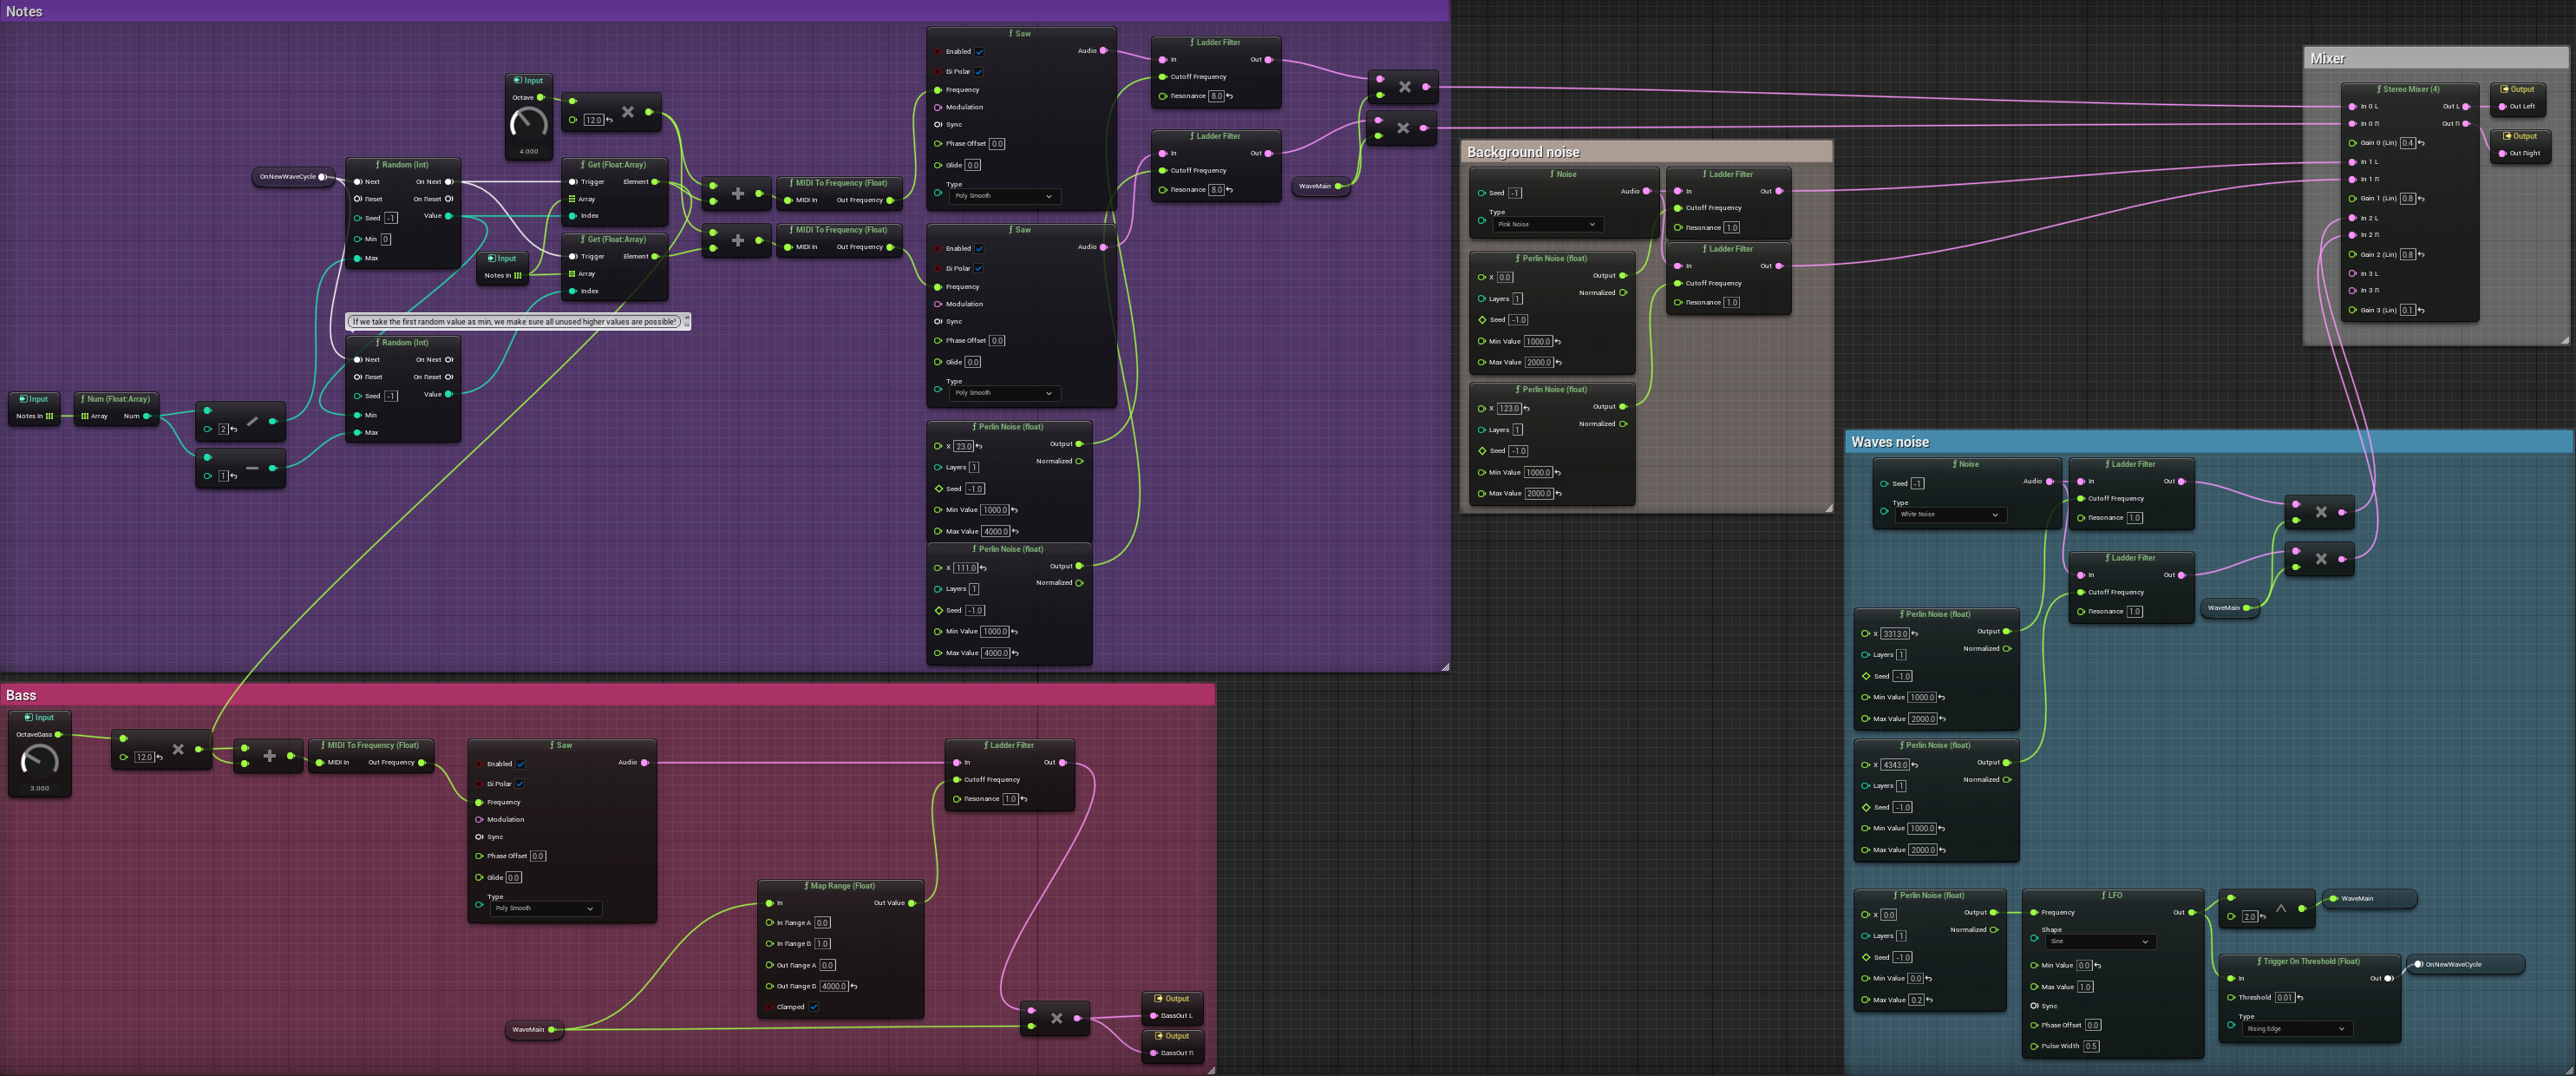 Notes
Input
Octave
4.000
12.0
OnNewWaveCycle
Random (Int)
Next
On Next
Reset
On Reset
Seed -1
Value
Min 0
Max
Get (Float:Array)
Trigger
Element
Array
Index
Input
Notes In
Get (Float:Array)
Trigger
Element
Array
Index
If we take the first random value as min, we make sure all unused higher values are possible!
Random (Int)
Next
On Next
Reset
On Reset
Seed -1
Value
Min
Max
Input
Notes In
Num (Float:Array)
Array
Num
2
1
MIDI To Frequency (Float)
MIDI In
Out Frequency
MIDI To Frequency (Float)
MIDI In
Out Frequency
Saw
Enabled
Audio
Bi Polar
Frequency
Modulation
Sync
Phase Offset 0.0
Glide 0.0
Type
Poly Smooth
Saw
Enabled
Audio
Bi Polar
Frequency
Modulation
Sync
Phase Offset 0.0
Glide 0.0
Type
Poly Smooth
Perlin Noise (float)
X 23.0
Output
Normalized
Layers 1
Seed -1.0
Min Value 1000.0
Max Value 4000.0
Perlin Noise (float)
X 111.0
Output
Normalized
Layers 1
Seed -1.0
Min Value 1000.0
Max Value 4000.0
Ladder Filter
In
Out
Cutoff Frequency
Resonance 8.0
Ladder Filter
In
Out
Cutoff Frequency
Resonance 8.0
WaveMain
Background noise
Noise
Seed -1
Audio
Type
Pink Noise
Ladder Filter
In
Out
Cutoff Frequency
Resonance 1.0
Ladder Filter
In
Out
Cutoff Frequency
Resonance 1.0
Perlin Noise (float)
X 0.0
Output
Normalized
Layers 1
Seed -1.0
Min Value 1000.0
Max Value 2000.0
Perlin Noise (float)
X 123.0
Output
Normalized
Layers 1
Seed -1.0
Min Value 1000.0
Max Value 2000.0
Mixer
Stereo Mixer (4)
In 0 L
Out L
In 0 R
Out R
Gain 0 (Lin) 0.4
In 1 L
In 1 R
Gain 1 (Lin) 0.8
In 2 L
In 2 R
Gain 2 (Lin) 0.8
In 3 L
In 3 R
Gain 3 (Lin) 0.1
Output
Out Left
Output
Out Right
Waves noise
Noise
Seed -1
Audio
Type
White Noise
Ladder Filter
In
Out
Cutoff Frequency
Resonance 1.0
Ladder Filter
In
Out
Cutoff Frequency
Resonance 1.0
WaveMain
Perlin Noise (float)
X 3313.0
Output
Normalized
Layers 1
Seed -1.0
Min Value 1000.0
Max Value 2000.0
Perlin Noise (float)
X 4343.0
Output
Normalized
Layers 1
Seed -1.0
Min Value 1000.0
Max Value 2000.0
Perlin Noise (float)
X 0.0
Output
Normalized
Layers 1
Seed -1.0
Min Value 0.0
Max Value 0.2
LFO
Frequency
Out
Shape
Sine
Min Value 0.0
Max Value 1.0
Sync
Phase Offset 0.0
Pulse Width 0.5
2.0
WaveMain
Trigger On Threshold (Float)
In
Out
Threshold 0.01
Type
Rising Edge
OnNewWaveCycle
Bass
Input
OctaveBass
3.000
12.0
MIDI To Frequency (Float)
MIDI In
Out Frequency
Saw
Enabled
Audio
Bi Polar
Frequency
Modulation
Sync
Phase Offset 0.0
Glide 0.0
Type
Poly Smooth
Ladder Filter
In
Out
Cutoff Frequency
Resonance 1.0
Map Range (Float)
In
Out Value
In Range A 0.0
In Range B 1.0
Out Range A 0.0
Out Range B 4000.0
Clamped
WaveMain
Output
BassOut L
Output
BassOut R